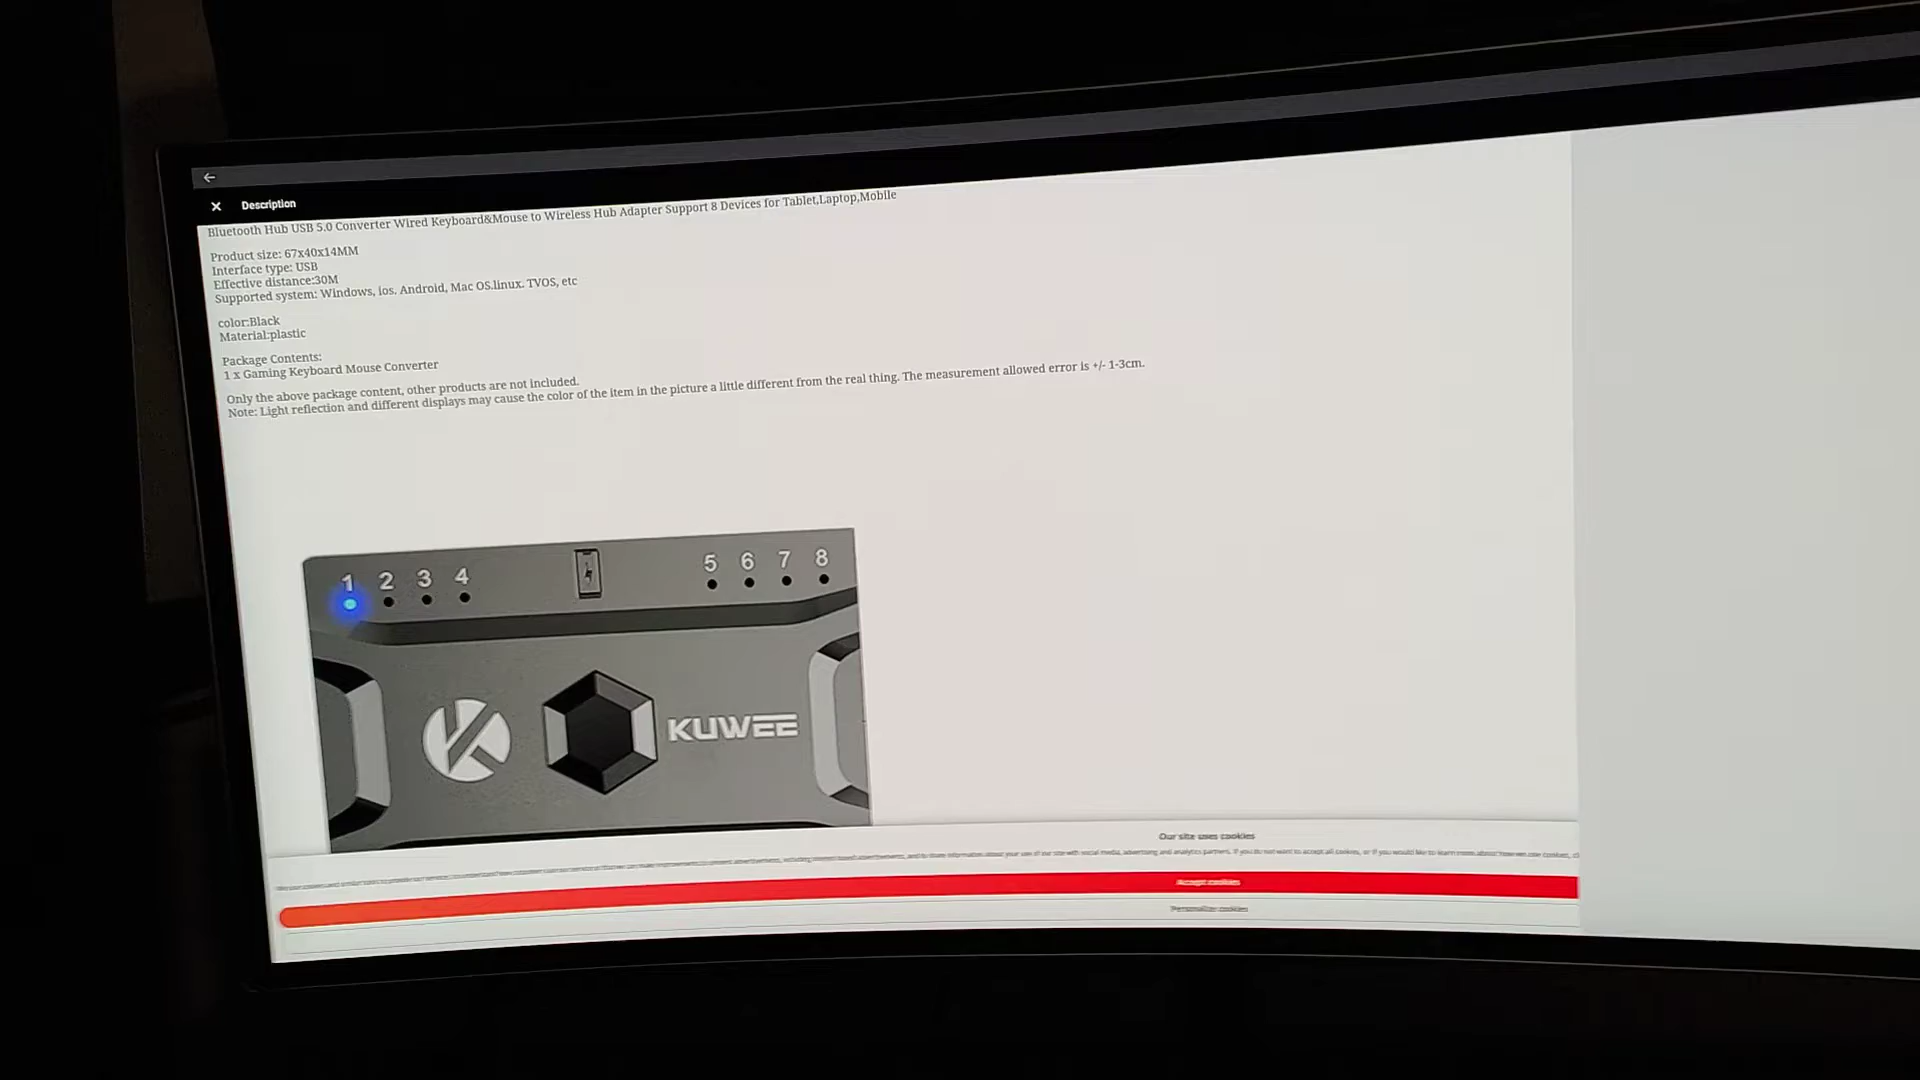 Description
Bluetooth Hub USB 5.0 Converter Wired Keyboard&Mouse to Wireless Hub Adapter Support 8 Devices for Tablet,Laptop,Mobile
Product size: 67x40x14MM
Interface type: USB
Effective distance:30M
Supported system: Windows, ios. Android, Mac OS.linux. TVOS, etc
color:Black
Material:plastic
Package Contents:
1 x Gaming Keyboard Mouse Converter
Only the above package content, other products are not included.
Note: Light reflection and different displays may cause the color of the item in the picture a little different from the real thing. The measurement allowed error is +/- 1-3cm.
1 2 3 4 5 6 7 8
KUWEE
Our site uses cookies
Accept cookies
Personalize cookies